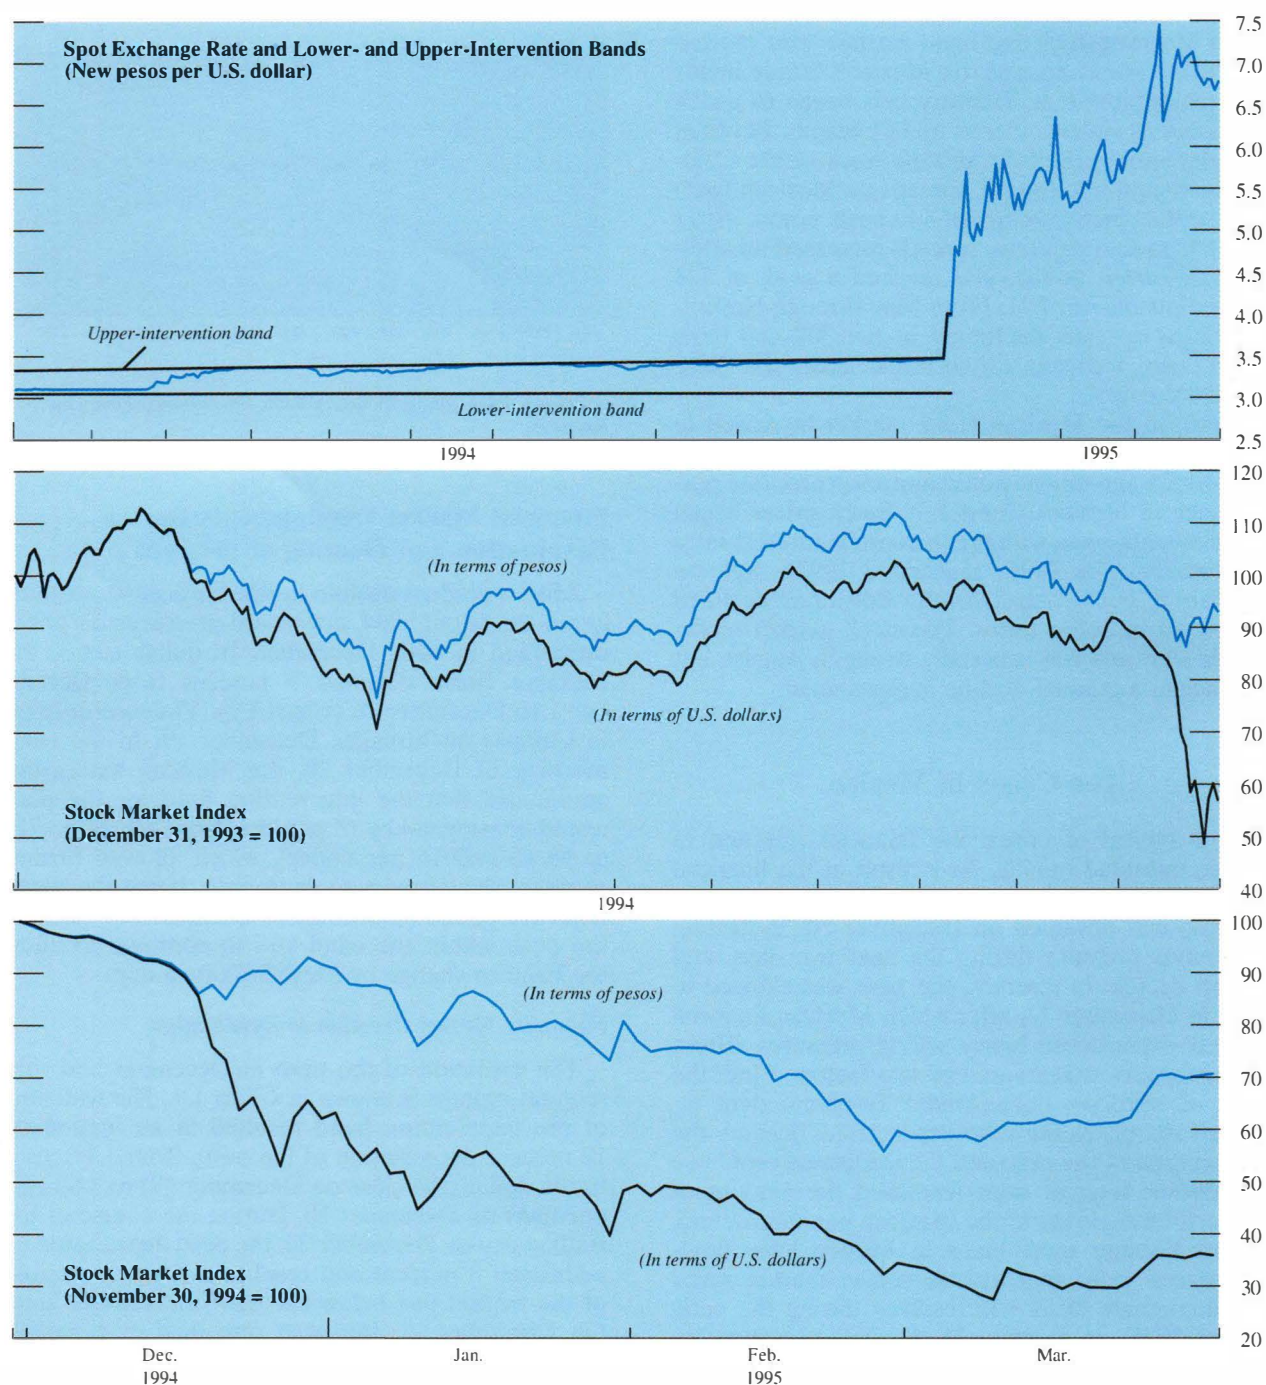 Spot Exchange Rate and Lower- and Upper-Intervention Bands
(New pesos per U.S. dollar)
7.5
7.0
6.5
6.0
5.5
5.0
4.5
4.0
3.5
3.0
2.5
Upper-intervention band
Lower-intervention band
1994
1995
120
110
100
90
80
70
60
50
40
(In terms of pesos)
(In terms of U.S. dollars)
Stock Market Index
(December 31, 1993 = 100)
1994
100
90
80
70
60
50
40
30
20
(In terms of pesos)
(In terms of U.S. dollars)
Stock Market Index
(November 30, 1994 = 100)
Dec.
Jan.
Feb.
Mar.
1994
1995